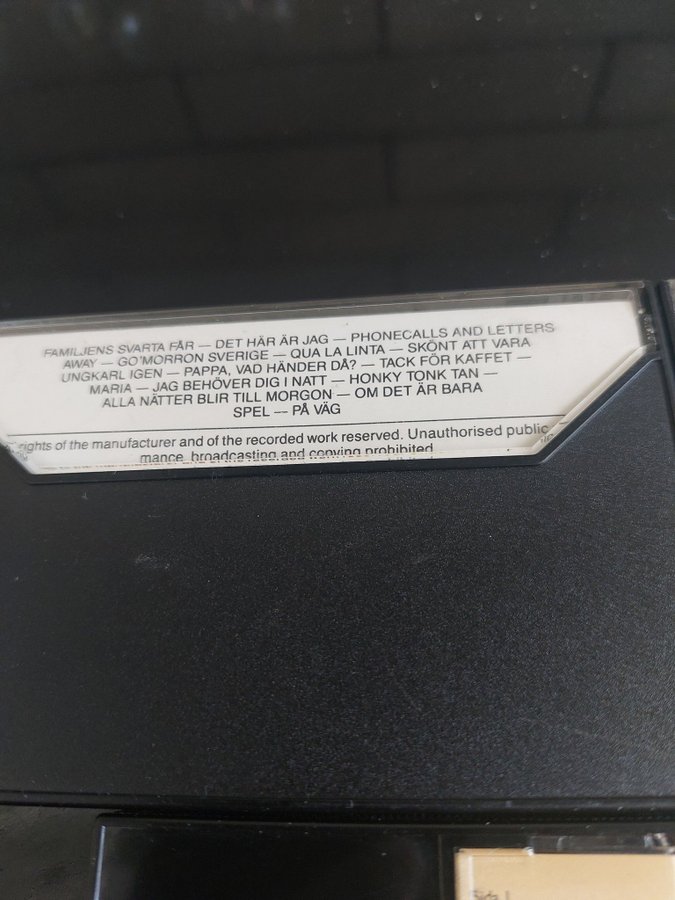 FAMILJENS SVARTA FÅR — DET HÄR ÄR JAG — PHONECALLS AND LETTERS
AWAY — GO'MORRON SVERIGE — QUA LA LINTA — SKÖNT ATT VARA
UNGKARL IGEN — PAPPA, VAD HÄNDER DÅ? — TACK FÖR KAFFET —
MARIA — JAG BEHÖVER DIG I NATT — HONKY TONK TAN —
ALLA NÄTTER BLIR TILL MORGON — OM DET ÄR BARA
SPEL — PÅ VÄG
rights of the manufacturer and of the recorded work reserved. Unauthorised public
mance, broadcasting and copying prohibited